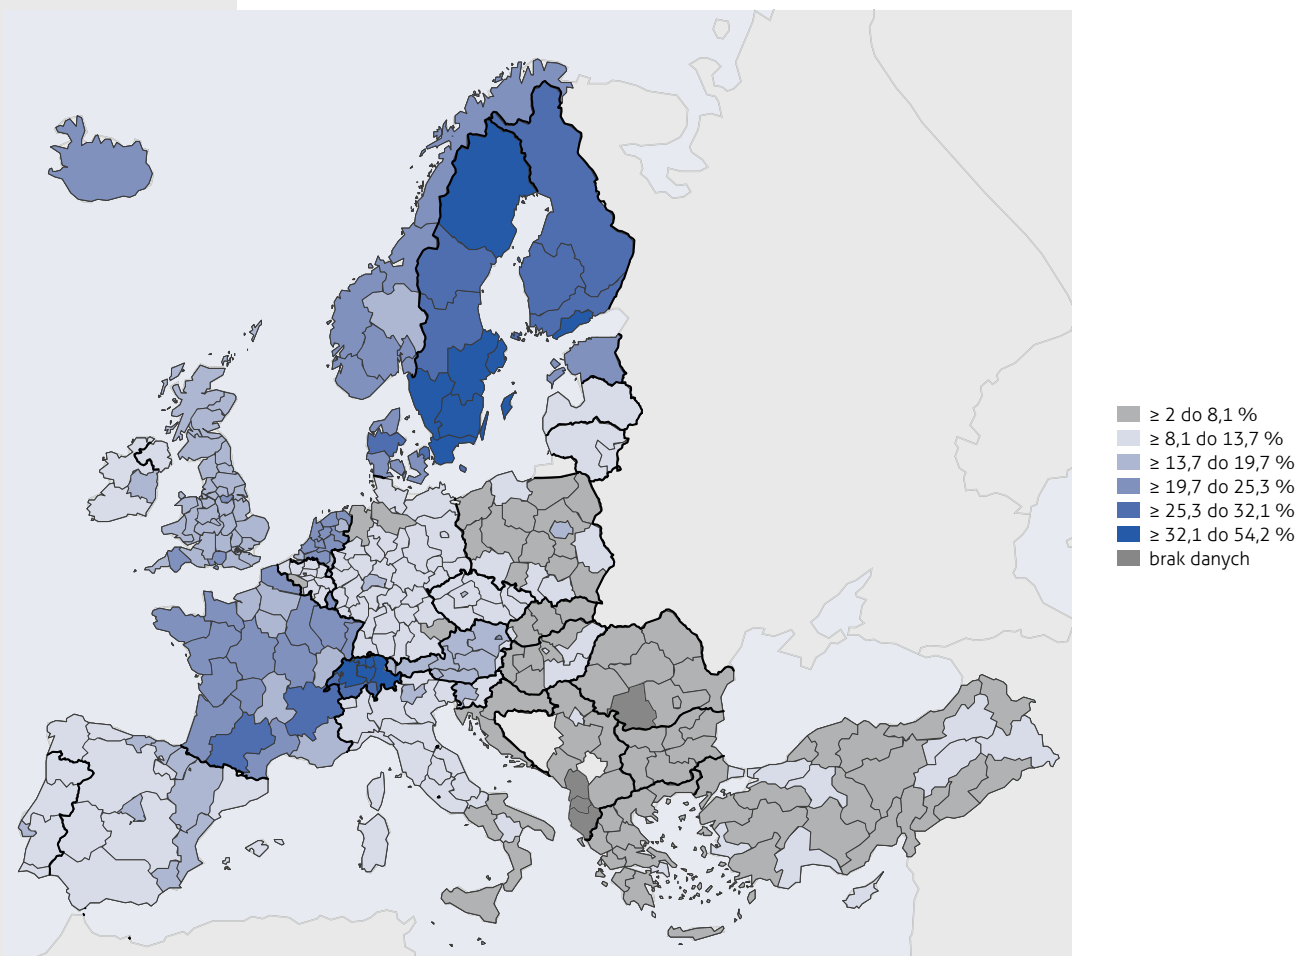 ≥ 2 do 8,1 %
≥ 8,1 do 13,7 %
≥ 13,7 do 19,7 %
≥ 19,7 do 25,3 %
≥ 25,3 do 32,1 %
≥ 32,1 do 54,2 %
brak danych